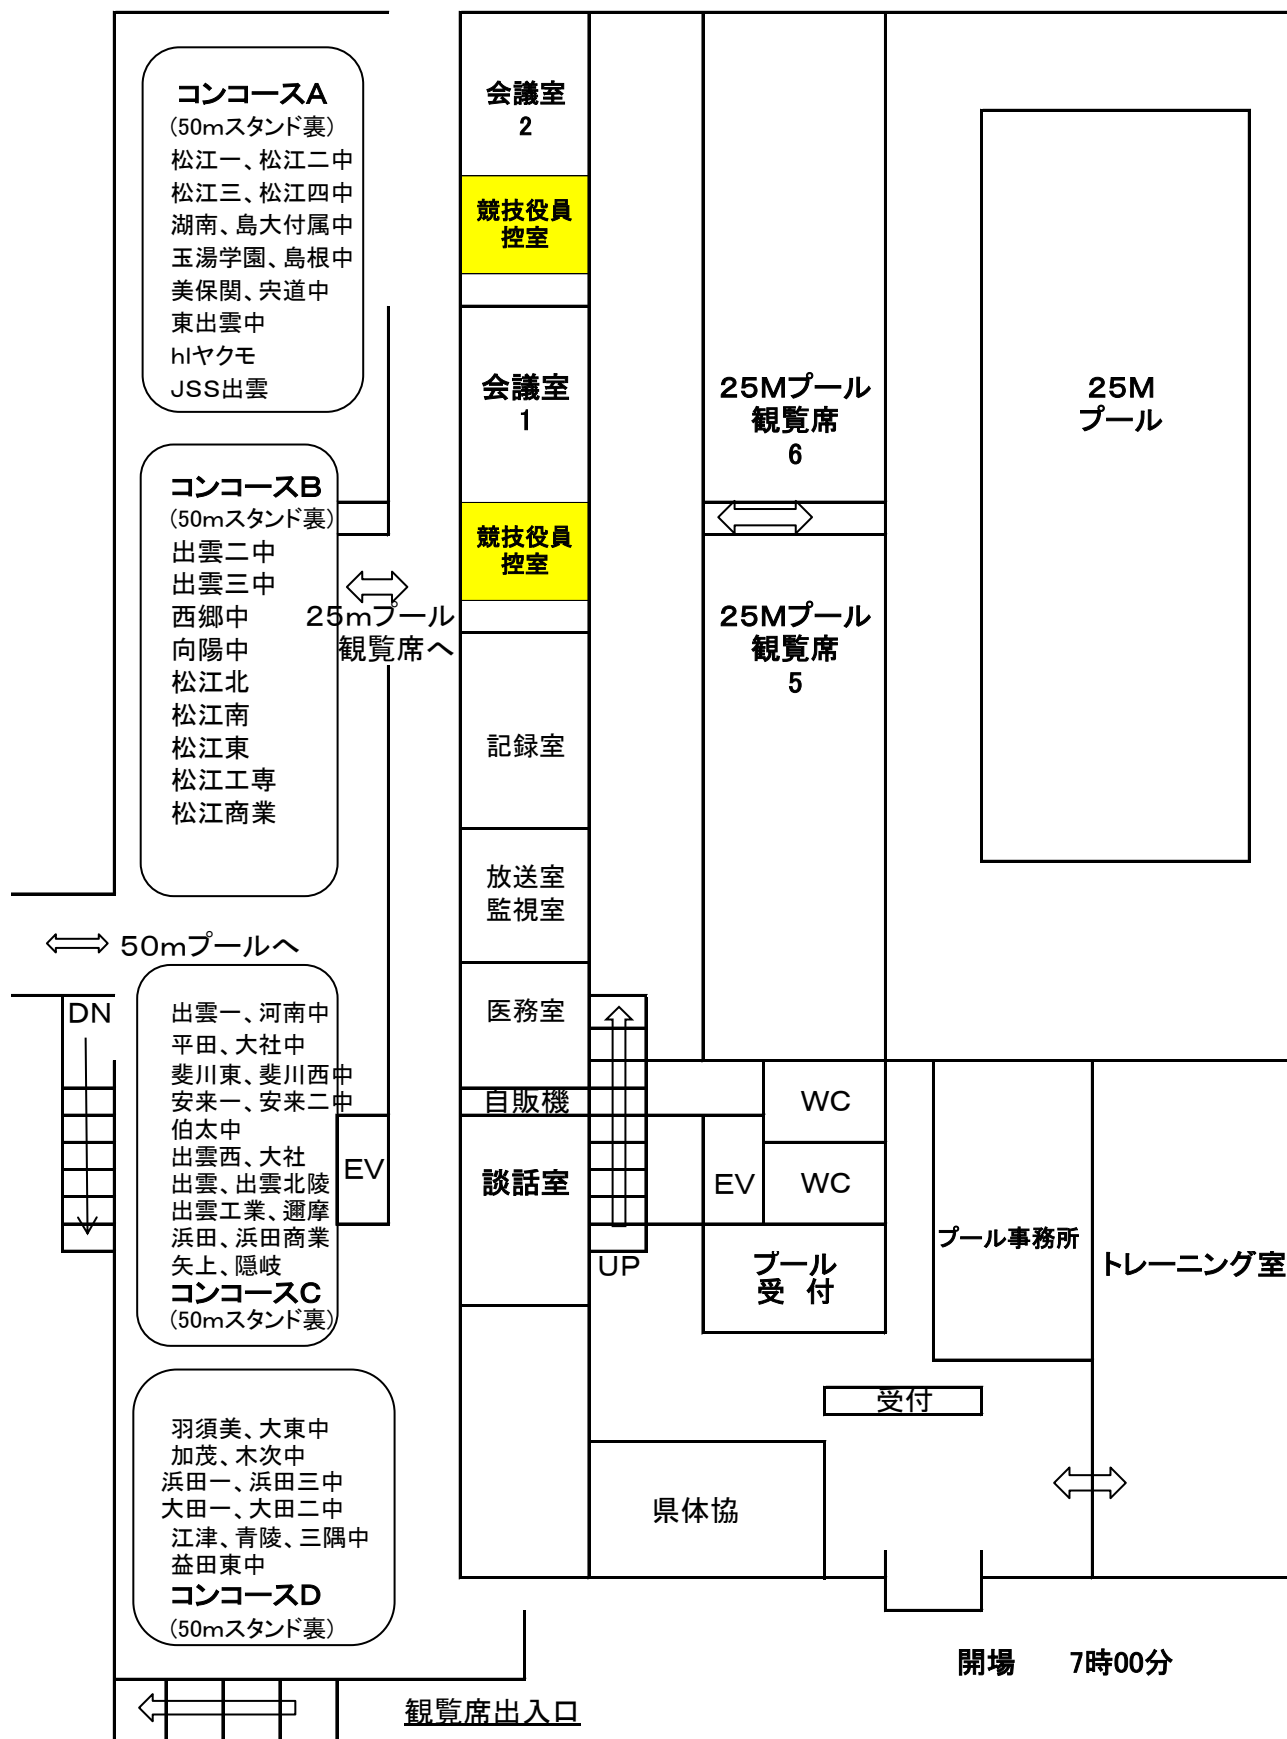 コンコースA
(50mスタンド裏)
松江一、松江二中
松江三、松江四中
湖南、島大付属中
玉湯学園、島根中
美保関、宍道中
東出雲中
hlヤクモ
JSS出雲
コンコースB
(50mスタンド裏)
出雲二中
出雲三中
西郷中
向陽中
松江北
松江南
松江東
松江工専
松江商業
25mプール
観覧席へ
50mプールへ
DN
出雲一、河南中
平田、大社中
斐川東、斐川西中
安来一、安来二中
伯太中
出雲西、大社
出雲、出雲北陵
出雲工業、邇摩
浜田、浜田商業
矢上、隠岐
コンコースC
(50mスタンド裏)
EV
羽須美、大東中
加茂、木次中
浜田一、浜田三中
大田一、大田二中
江津、青陵、三隅中
益田東中
コンコースD
(50mスタンド裏)
観覧席出入口
会議室
2
競技役員
控室
会議室
1
競技役員
控室
記録室
放送室
監視室
医務室
自販機
談話室
UP
25Mプール
観覧席
6
25Mプール
観覧席
5
25M
プール
WC
EV
WC
プール
受　付
プール事務所
トレーニング室
受付
県体協
開場　　7時00分